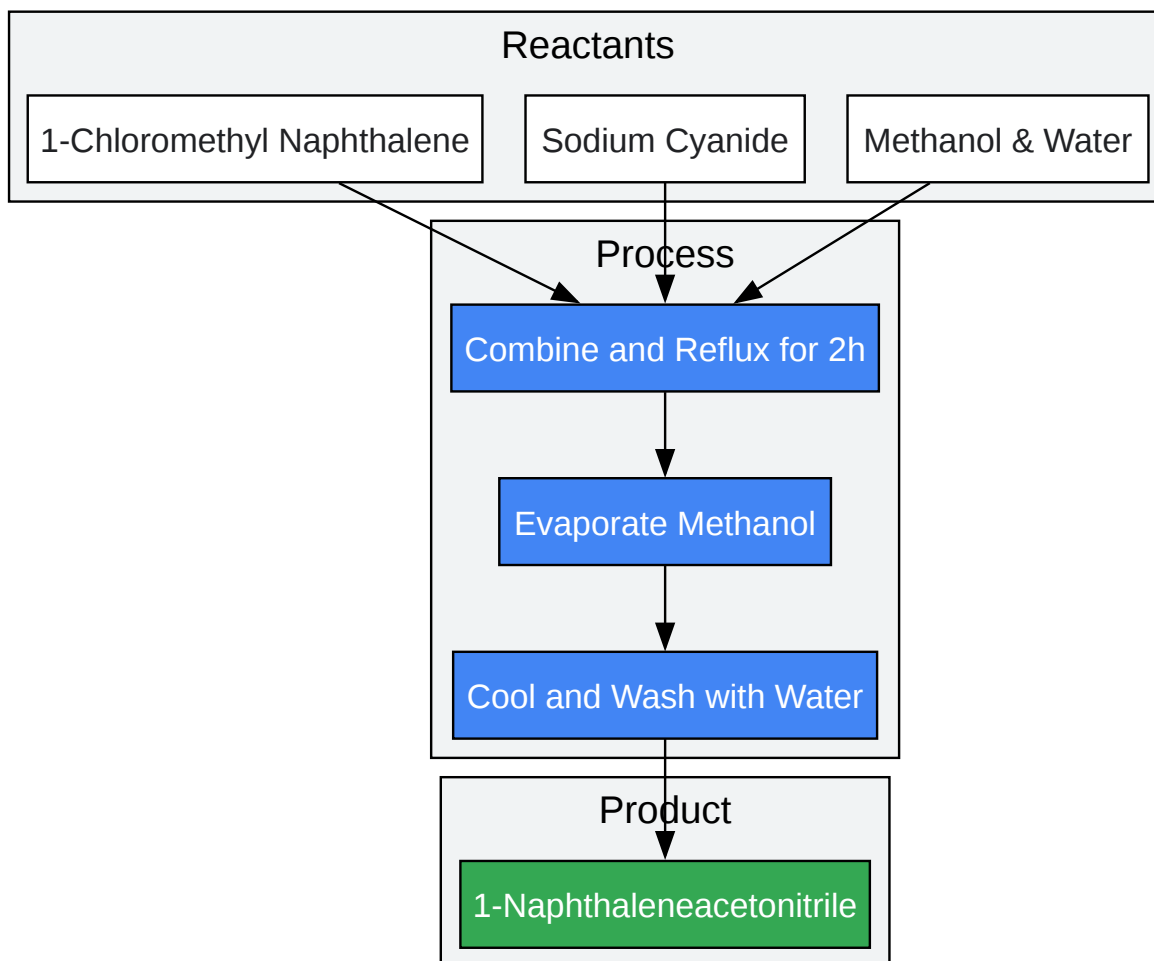 Reactants
1-Chloromethyl Naphthalene
Sodium Cyanide
Methanol & Water
Process
Combine and Reflux for 2h
Evaporate Methanol
Cool and Wash with Water
Product
1-Naphthaleneacetonitrile